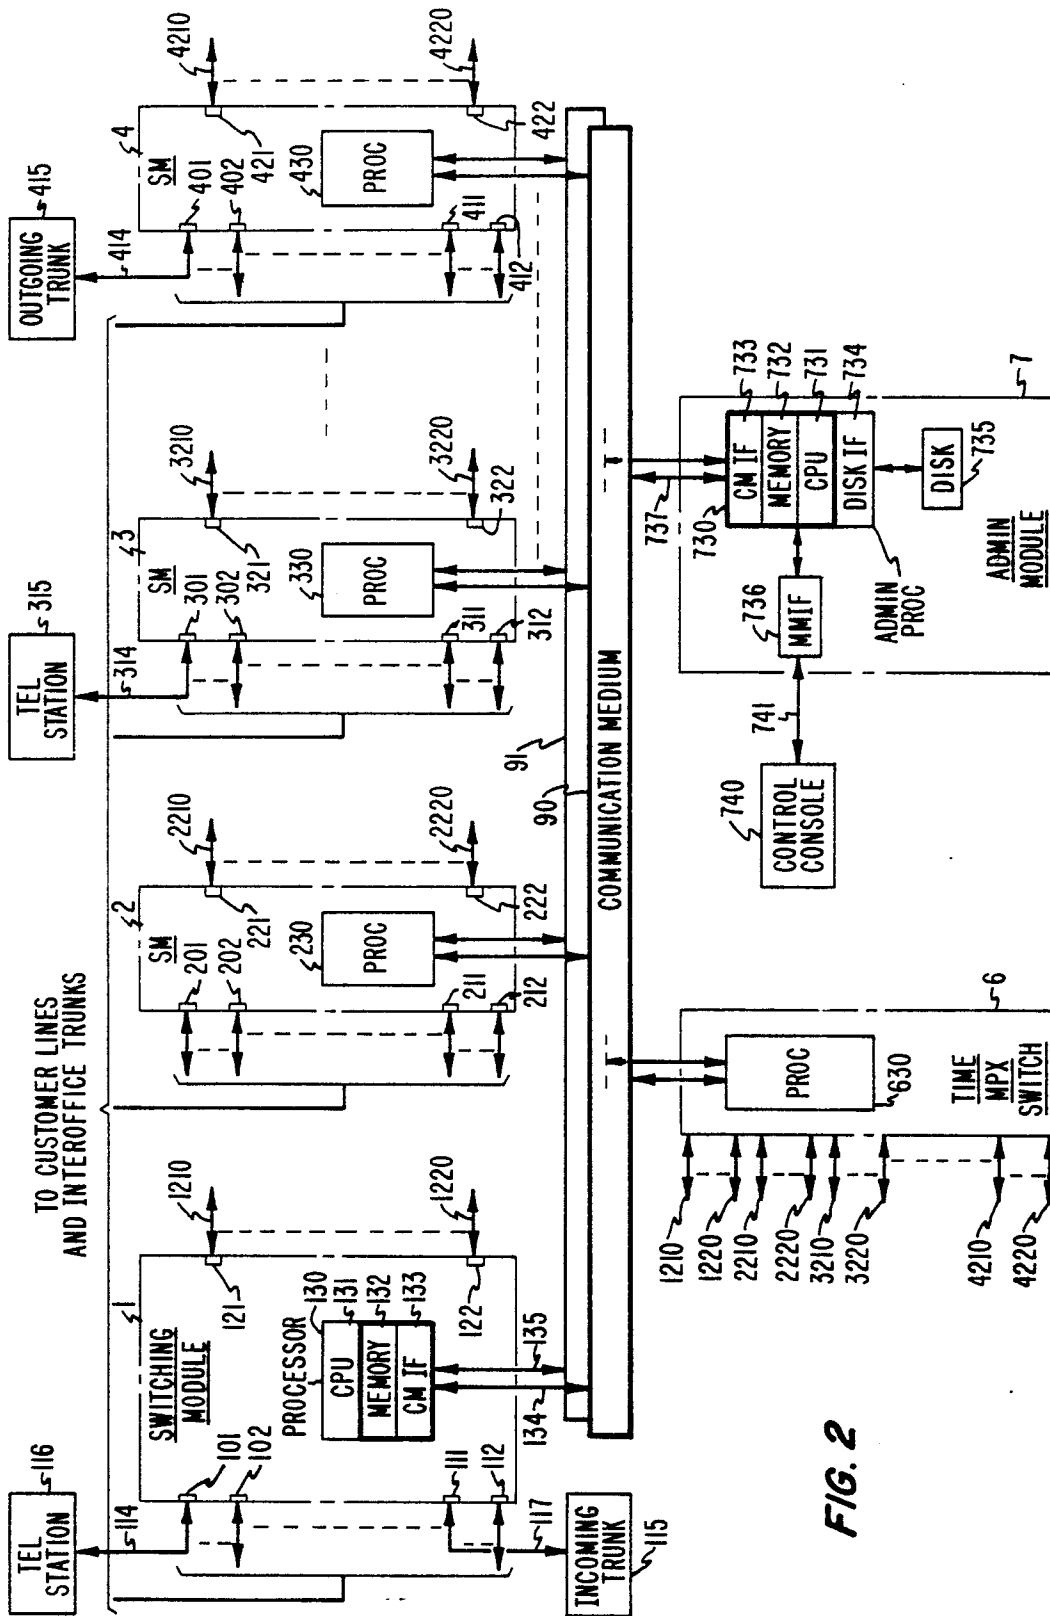 TO CUSTOMER LINES
AND INTEROFFICE TRUNKS
TEL
STATION
116
114
TEL
STATION
315
314
OUTGOING
TRUNK
415
414
1
SWITCHING
MODULE
101
102
111
112
117
INCOMING
TRUNK
115
121
122
1210
1220
PROCESSOR
130
CPU
131
MEMORY
132
CM IF
133
134
135
2
SM
201
202
211
212
221
222
2210
2220
230
PROC
3
SM
301
302
311
312
321
322
3210
3220
330
PROC
4
SM
401
402
411
412
421
422
4210
4220
430
PROC
91
90
COMMUNICATION MEDIUM
1210
1220
2210
2220
3210
3220
4210
4220
PROC
630
TIME
MPX
SWITCH
6
740
CONTROL
CONSOLE
741
736
MMIF
737
730
CM IF
733
MEMORY
732
CPU
731
DISK IF
734
ADMIN
PROC
DISK
735
ADMIN
MODULE
7
FIG. 2